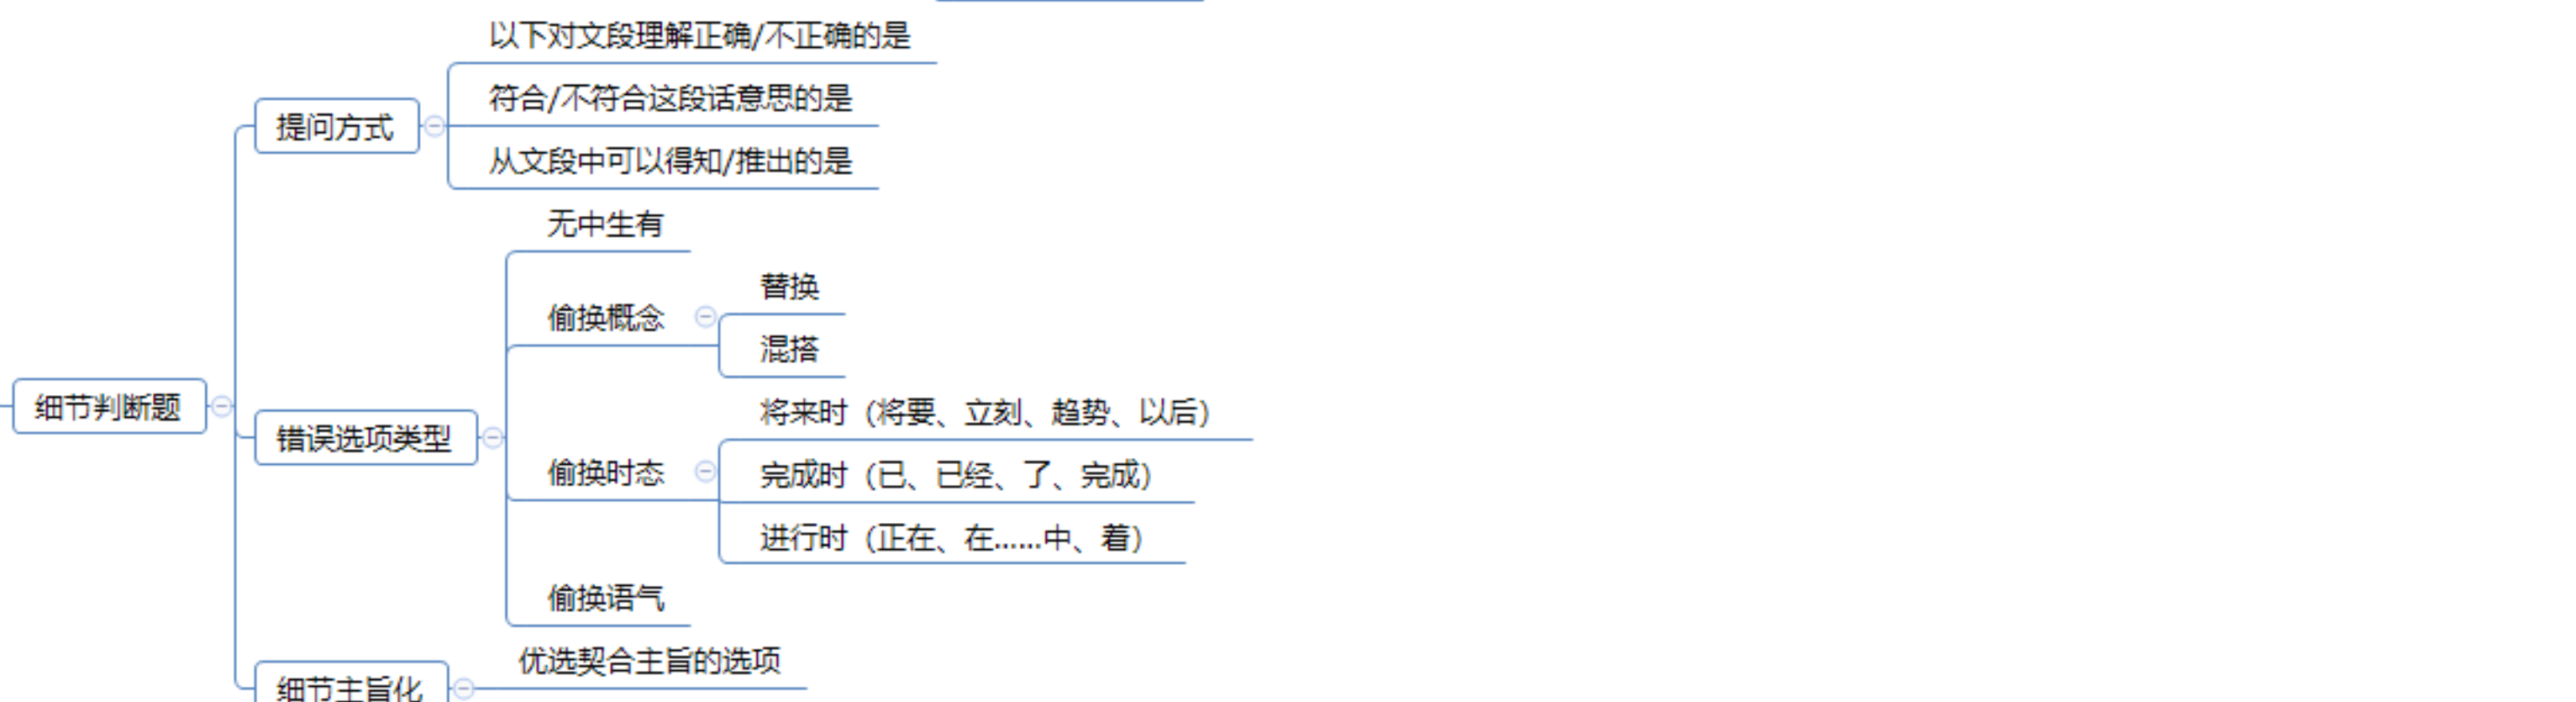 以下对文段理解正确/不正确的是
符合/不符合这段话意思的是
提问方式
从文段中可以得知/推出的是
无中生有
替换
偷换概念
混搭
细节判断题
将来时（将要、立刻、趋势、以后）
错误选项类型
偷换时态
完成时（已、已经、了、完成）
进行时（正在、在……中、着）
偷换语气
优选契合主旨的选项
细节主旨化